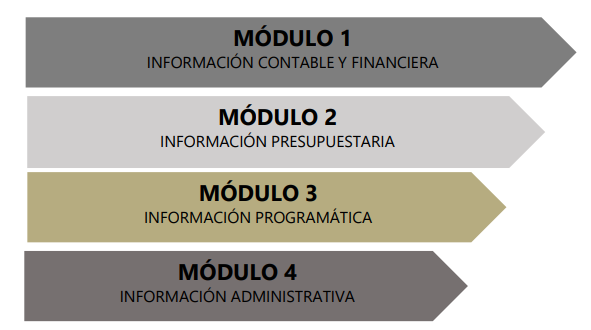 MÓDULO 1
INFORMACIÓN CONTABLE Y FINANCIERA
MÓDULO 2
INFORMACIÓN PRESUPUESTARIA
MÓDULO 3
INFORMACIÓN PROGRAMÁTICA
MÓDULO 4
INFORMACIÓN ADMINISTRATIVA